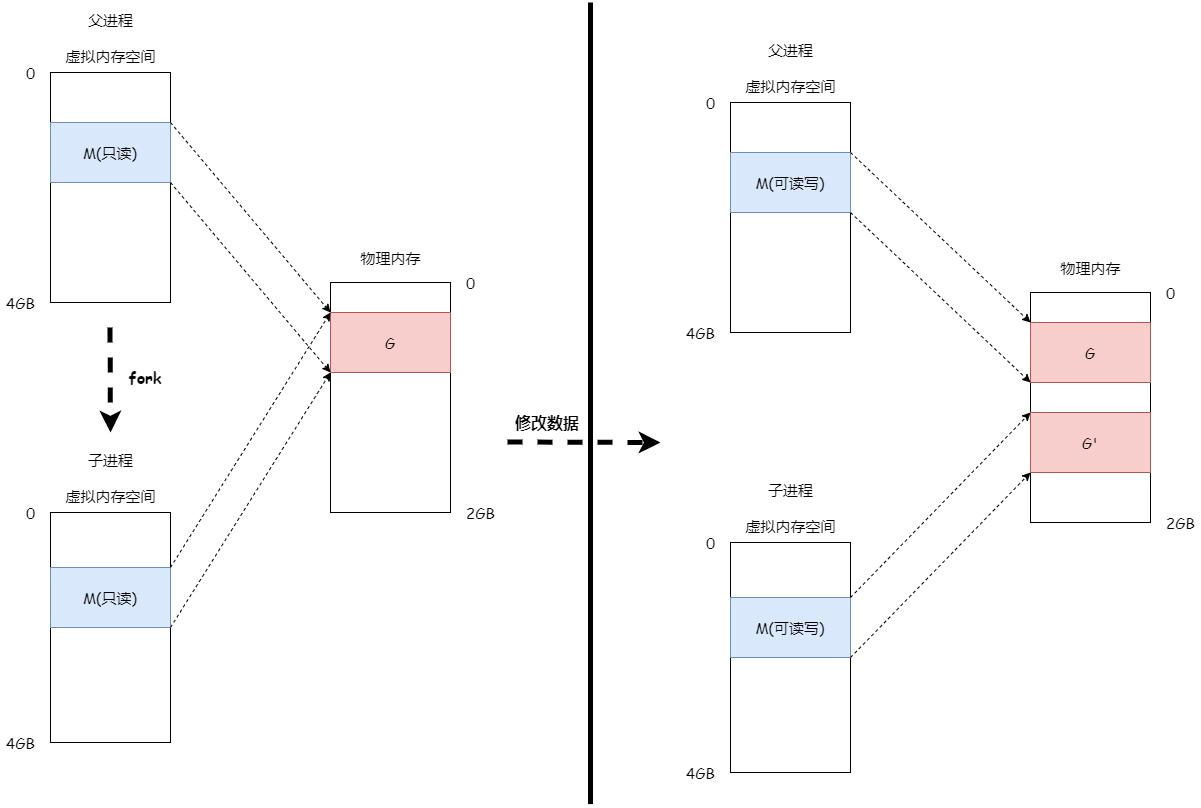 父进程
虚拟内存空间
0
M(只读)
4GB
fork
子进程
虚拟内存空间
0
M(只读)
4GB
物理内存
0
G
2GB
修改数据
父进程
虚拟内存空间
0
M(可读写)
4GB
子进程
虚拟内存空间
0
M(可读写)
4GB
物理内存
0
G
G'
2GB